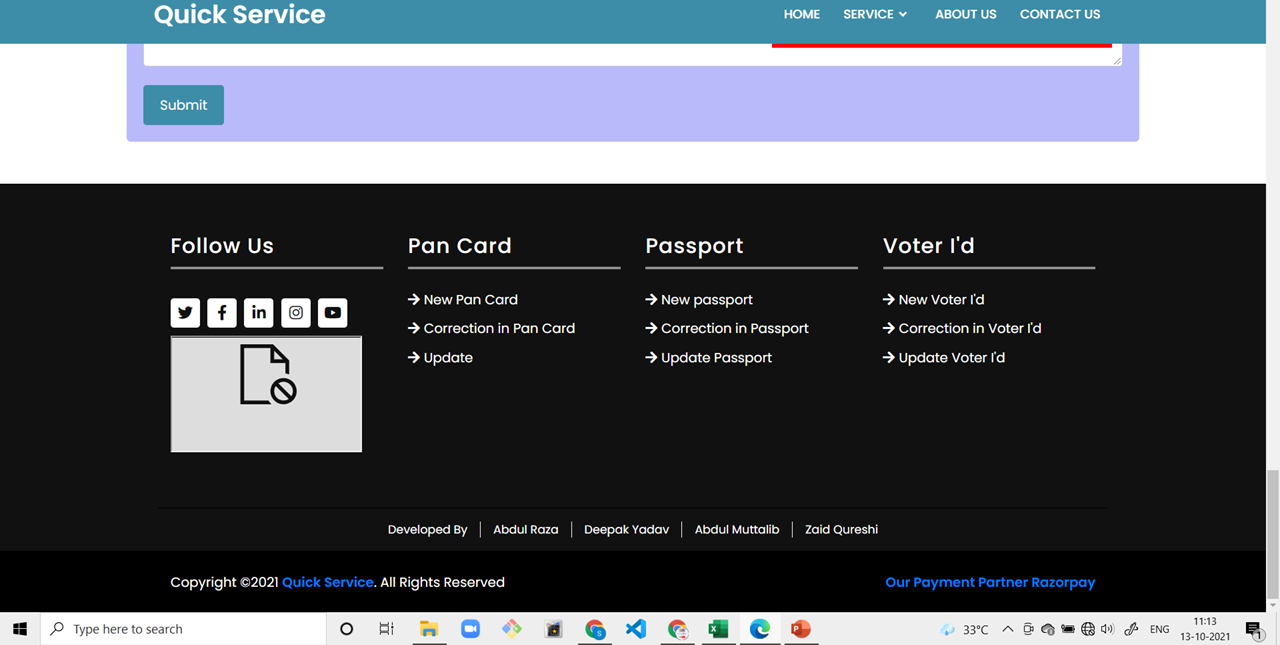 Quick Service
HOME SERVICE ABOUT US CONTACT US
Submit
Follow Us
Pan Card
New Pan Card
Correction in Pan Card
Update
Passport
New passport
Correction in Passport
Update Passport
Voter I'd
New Voter I'd
Correction in Voter I'd
Update Voter I'd
Developed By Abdul Raza Deepak Yadav Abdul Muttalib Zaid Qureshi
Copyright ©2021 Quick Service. All Rights Reserved
Our Payment Partner Razorpay
Type here to search
33°C
ENG
11:13
13-10-2021
1